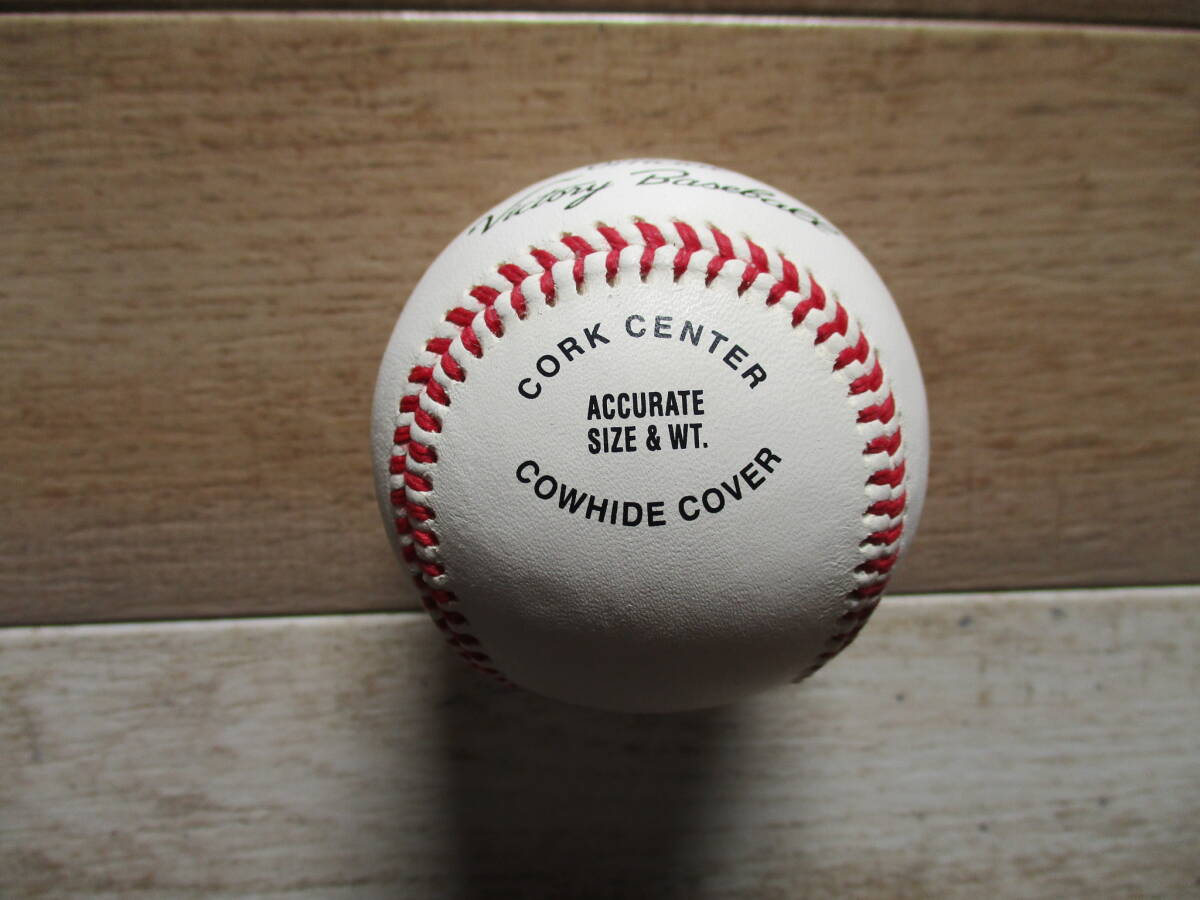 Victory Baseball
CORK CENTER
ACCURATE
SIZE & WT.
COWHIDE COVER